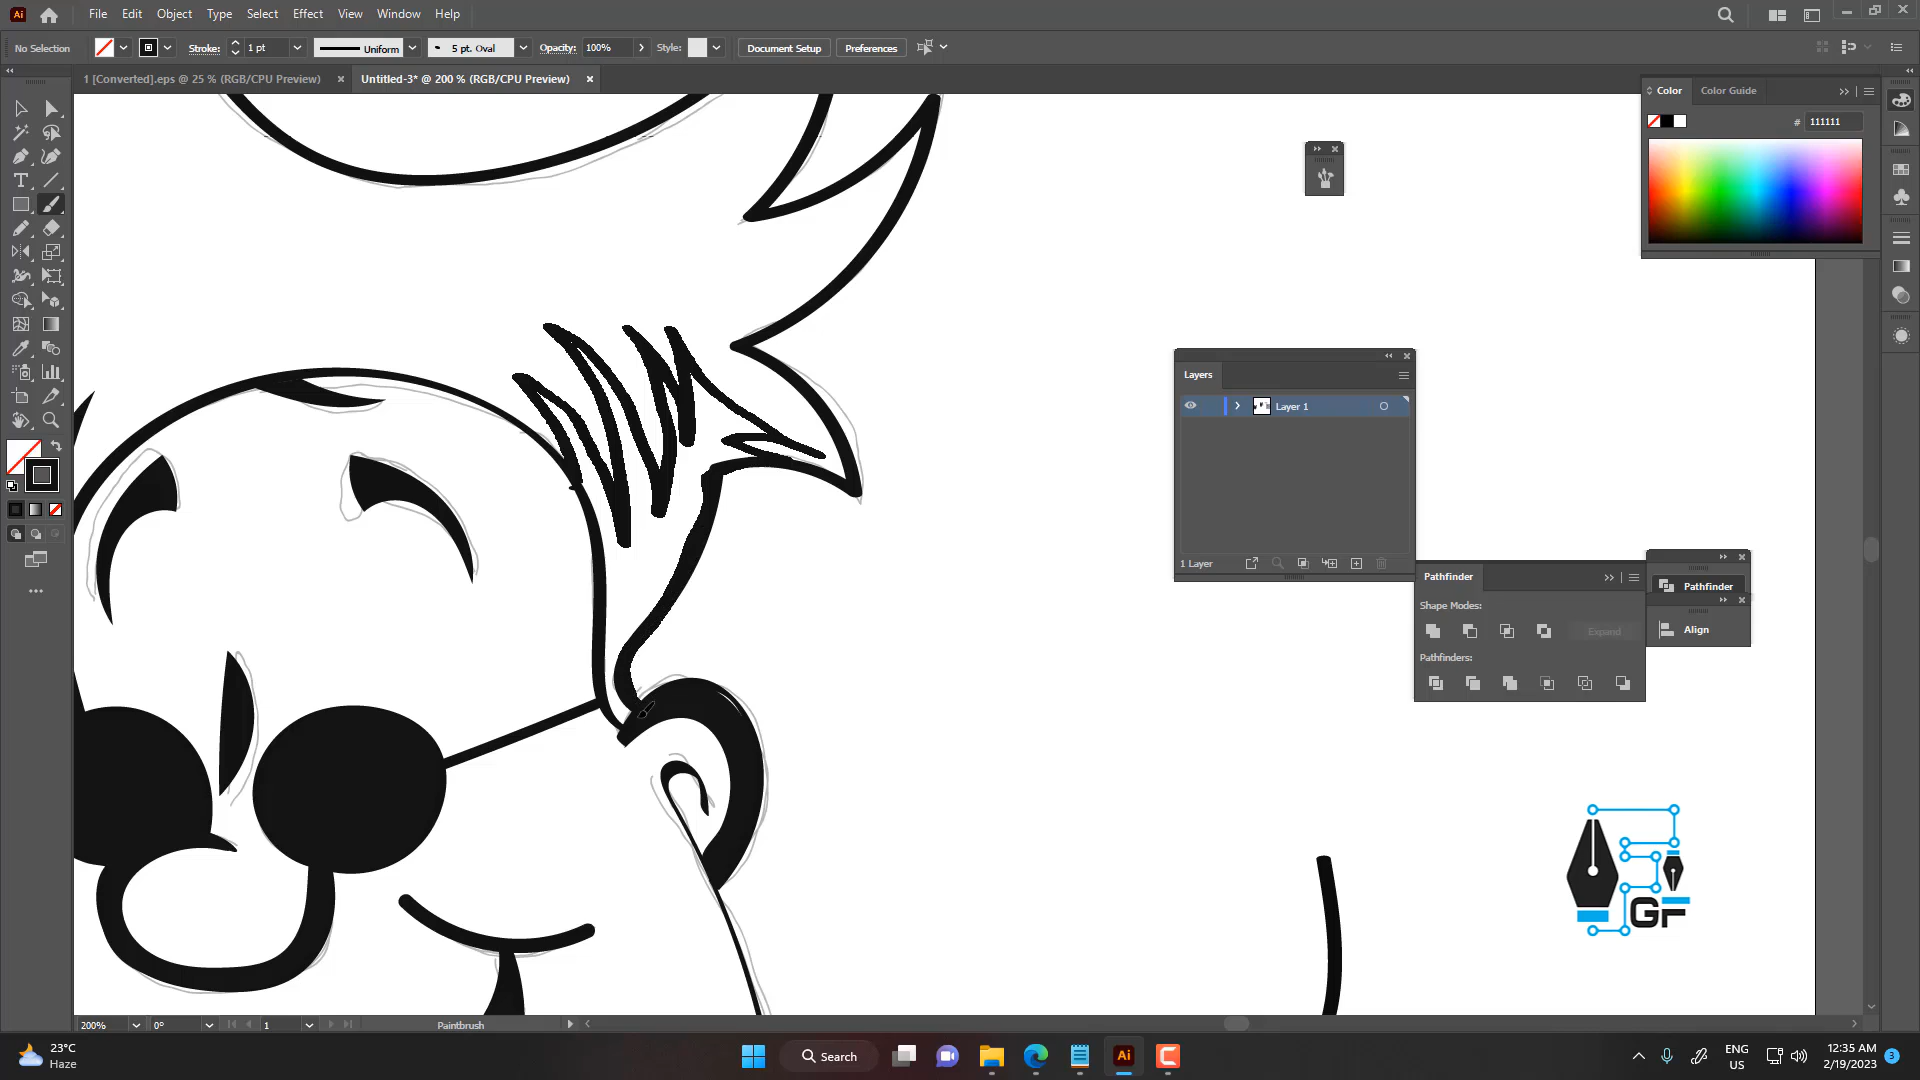 Ai File Edit Object Type Select Effect View Window Help
No Selection Stroke: 1 pt Uniform 5 pt. Oval Opacity: 100% Style: Document Setup Preferences
1 [Converted].eps @ 25 % (RGB/CPU Preview) × Untitled-3* @ 200 % (RGB/CPU Preview) ×
Color Color Guide
# 111111
Layers
Layer 1
1 Layer
Pathfinder
Shape Modes:
Expand
Pathfinders:
Pathfinder
Align
GF
200% 0° 1 Paintbrush
23°C
Haze
Search
Ai
ENG
US
12:35 AM
2/19/2023
3